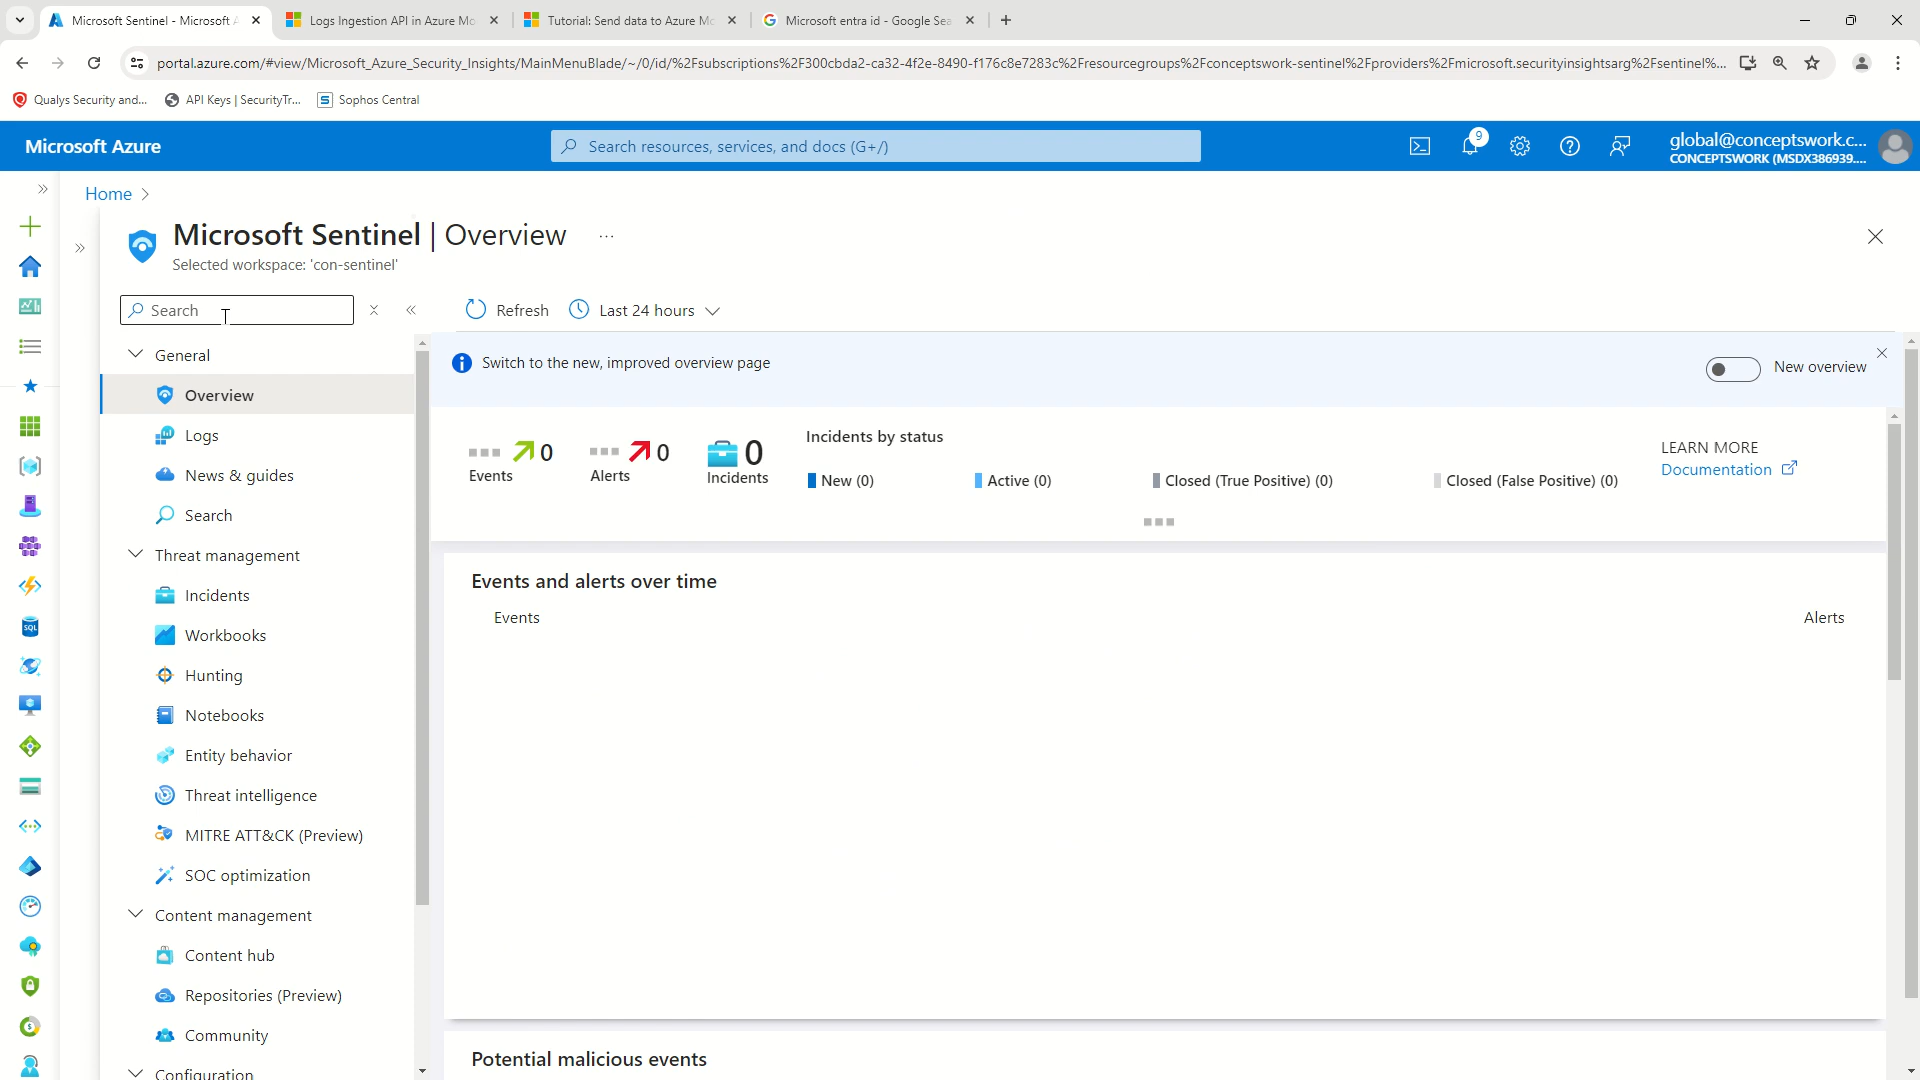 Microsoft Sentinel - Microsoft A
Logs Ingestion API in Azure Mo
Tutorial: Send data to Azure Mo
Microsoft entra id - Google Sea
portal.azure.com/#view/Microsoft_Azure_Security_Insights/MainMenuBlade/~/0/id/%2Fsubscriptions%2F300cbda2-ca32-4f2e-8490-f176c8e7283c%2Fresourcegroups%2Fconceptswork-sentinel%2Fproviders%2Fmicrosoft.securityinsightsarg%2Fsentinel%...
Qualys Security and...
API Keys | SecurityTr...
Sophos Central
Microsoft Azure
Search resources, services, and docs (G+/)
9
global@conceptswork.c...
CONCEPTSWORK (MSDX386939....
Home
Microsoft Sentinel | Overview
...
Selected workspace: 'con-sentinel'
Search
Refresh
Last 24 hours
General
Overview
Logs
News & guides
Search
Threat management
Incidents
Workbooks
Hunting
Notebooks
Entity behavior
Threat intelligence
MITRE ATT&CK (Preview)
SOC optimization
Content management
Content hub
Repositories (Preview)
Community
Configuration
Switch to the new, improved overview page
New overview
0
Events
0
Alerts
0
Incidents
Incidents by status
New (0)
Active (0)
Closed (True Positive) (0)
Closed (False Positive) (0)
LEARN MORE
Documentation
Events and alerts over time
Events
Alerts
Potential malicious events
SQL